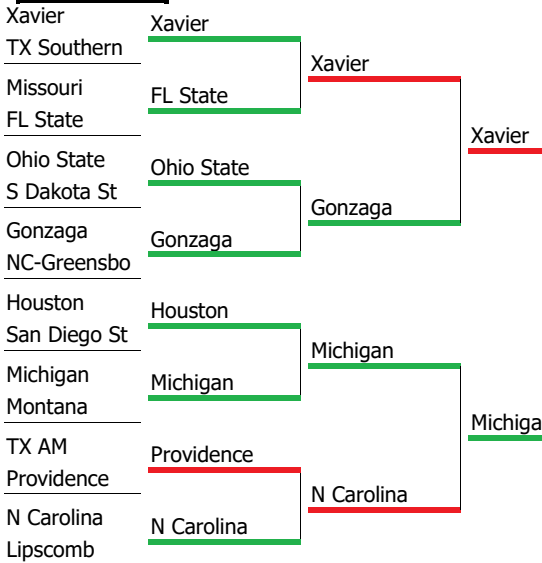 Xavier
TX Southern
Missouri
FL State
Ohio State
S Dakota St
Gonzaga
NC-Greensbo
Houston
San Diego St
Michigan
Montana
TX AM
Providence
N Carolina
Lipscomb
Xavier
FL State
Ohio State
Gonzaga
Houston
Michigan
Providence
N Carolina
Xavier
Gonzaga
Michigan
N Carolina
Xavier
Michiga